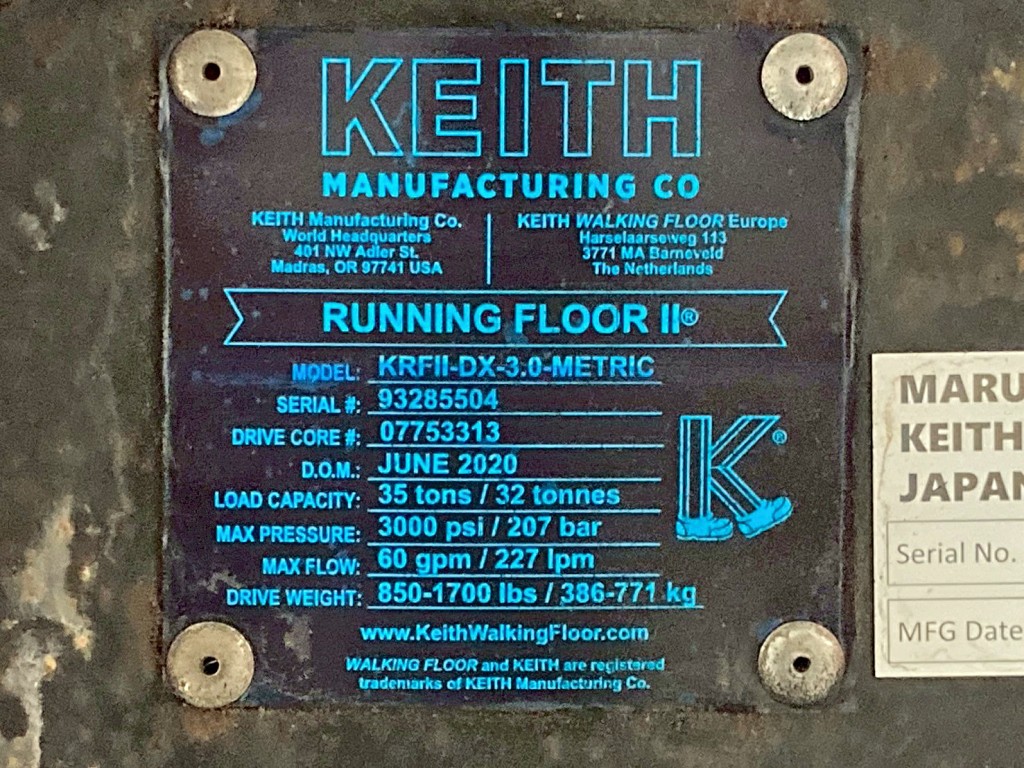 KEITH
MANUFACTURING CO
KEITH Manufacturing Co.
World Headquarters
401 NW Adler St.
Madras, OR 97741 USA
KEITH WALKING FLOOR Europe
Harselaarseweg 113
3771 MA Barneveld
The Netherlands
RUNNING FLOOR II®
MODEL: KRFII-DX-3.0-METRIC
SERIAL #: 93285504
DRIVE CORE #: 07753313
D.O.M.: JUNE 2020
LOAD CAPACITY: 35 tons / 32 tonnes
MAX PRESSURE: 3000 psi / 207 bar
MAX FLOW: 60 gpm / 227 lpm
DRIVE WEIGHT: 850-1700 lbs / 386-771 kg
K®
www.KeithWalkingFloor.com
WALKING FLOOR and KEITH are registered
trademarks of KEITH Manufacturing Co.
MARU
KEITH
JAPAN
Serial No.
MFG Date